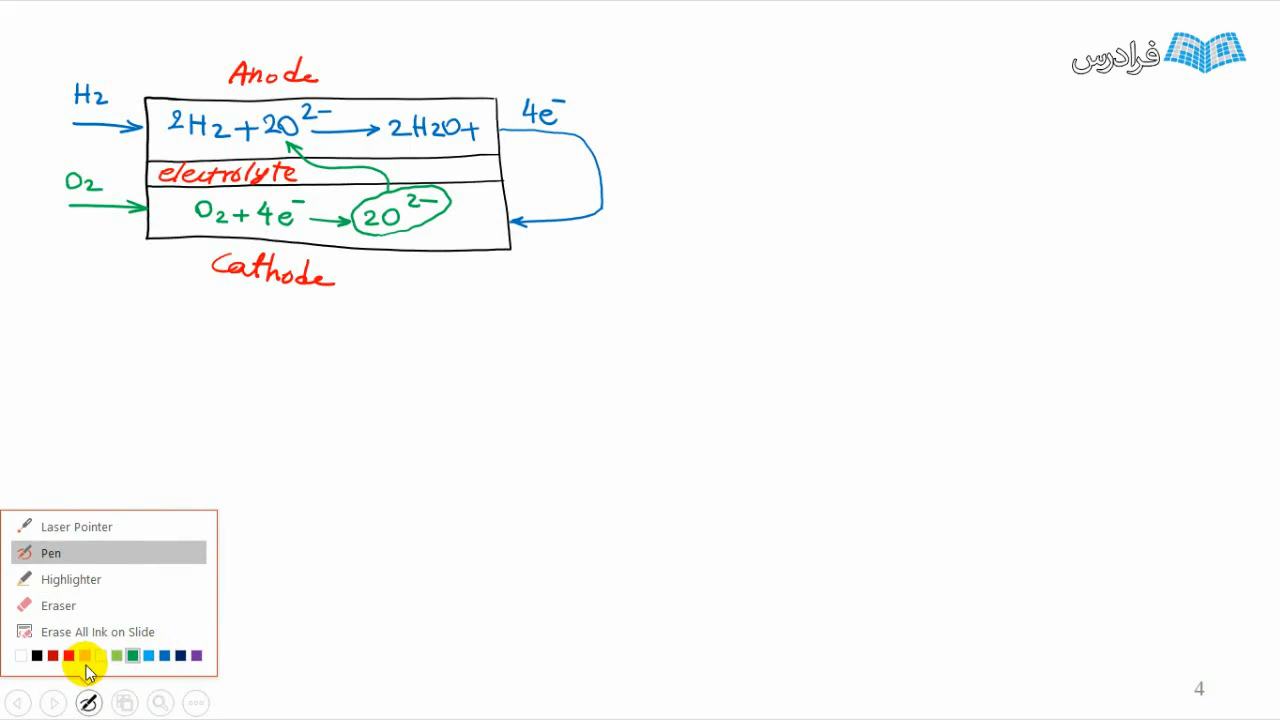 فرادرس
Anode
H2
2H2 + 2O2− → 2H2O +
4e−
electrolyte
O2
O2 + 4e− → 2O2−
Cathode
Laser Pointer
Pen
Highlighter
Eraser
Erase All Ink on Slide
4